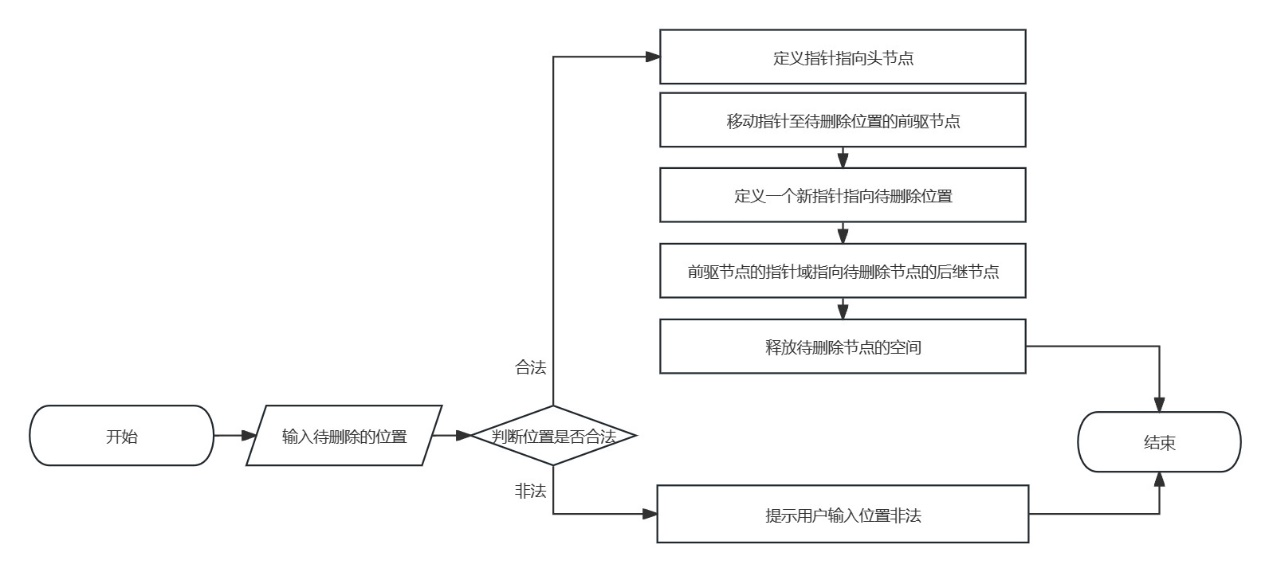 开始
输入待删除的位置
判断位置是否合法
合法
定义指针指向头节点
移动指针至待删除位置的前驱节点
定义一个新指针指向待删除位置
前驱节点的指针域指向待删除节点的后继节点
释放待删除节点的空间
非法
提示用户输入位置非法
结束